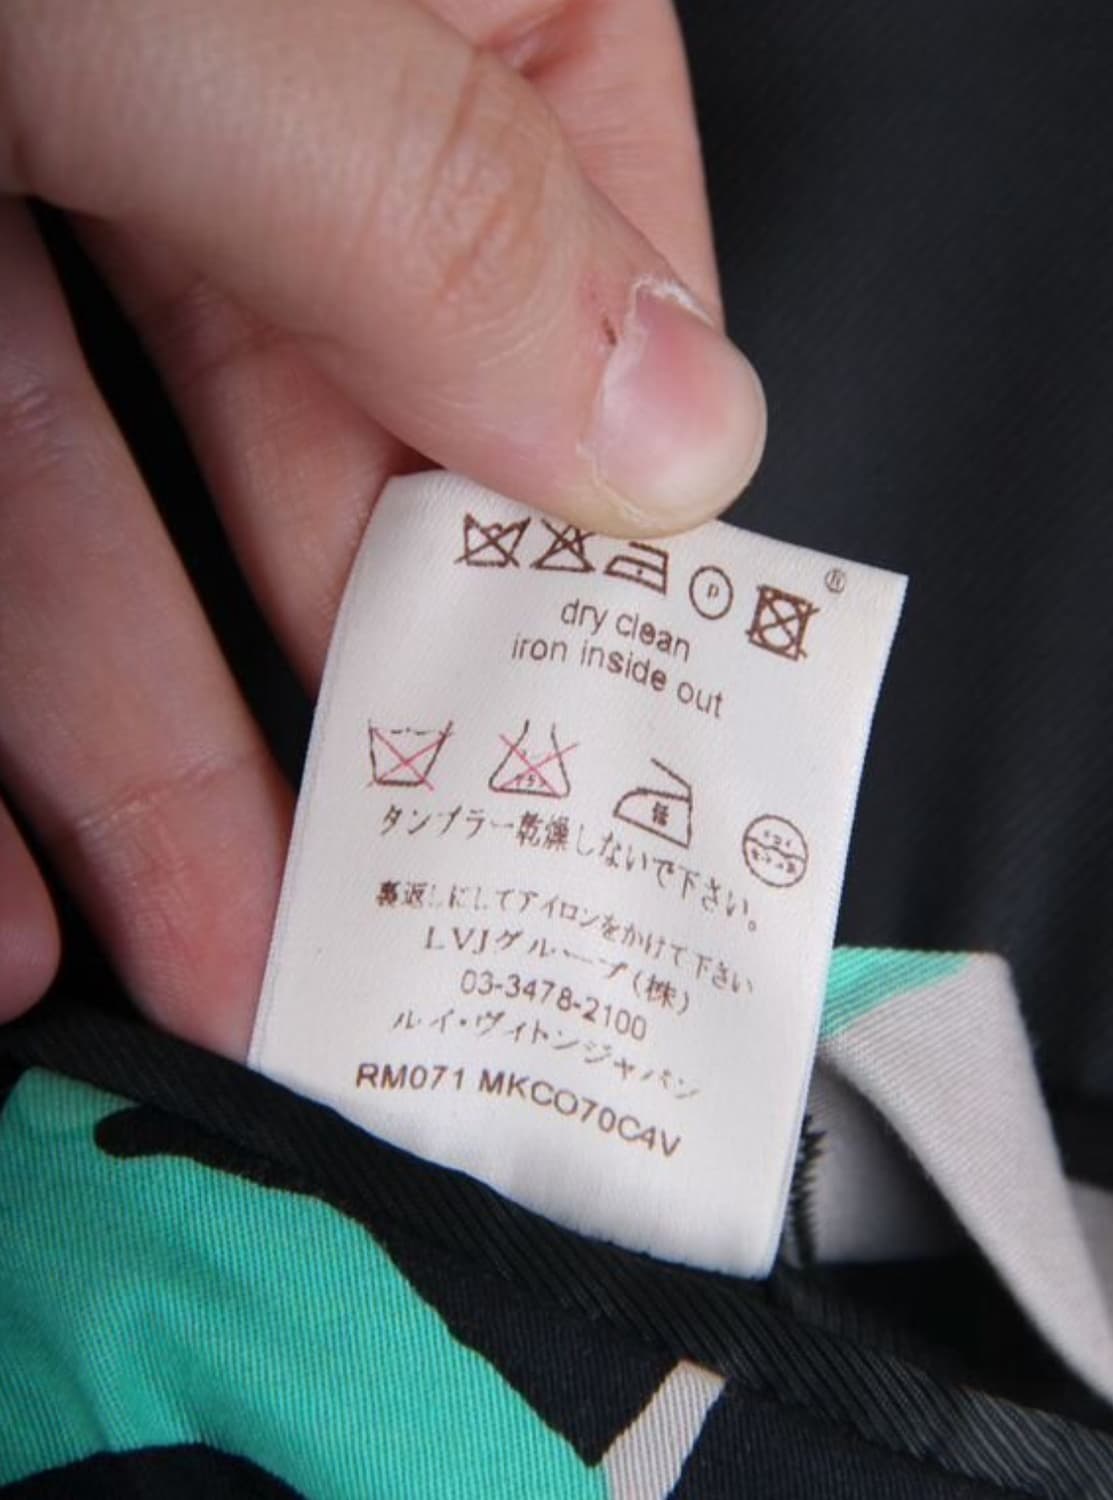 ®
P
dry clean
iron inside out
タンブラー乾燥しないで下さい。
裏返しにしてアイロンをかけて下さい
LVJグループ(株)
03-3478-2100
ルイ・ヴィトンジャパン
RM071 MKCO70C4V